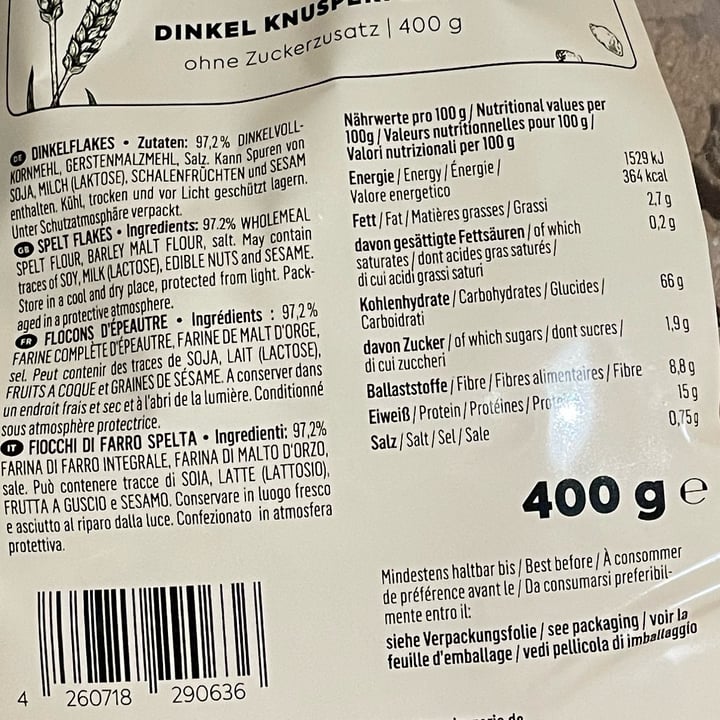 DINKEL
ohne Zuckerzusatz | 400 g
DE DINKELFLAKES • Zutaten: 97,2% DINKELVOLL-
KORNMEHL, GERSTENMALZMEHL, Salz. Kann Spuren von
SOJA, MILCH (LAKTOSE), SCHALENFRÜCHTEN und SESAM
enthalten. Kühl, trocken und vor Licht geschützt lagern.
Unter Schutzatmosphäre verpackt.
GB SPELT FLAKES • Ingredients: 97.2% WHOLEMEAL
SPELT FLOUR, BARLEY MALT FLOUR, salt. May contain
traces of SOY, MILK (LACTOSE), EDIBLE NUTS and SESAME.
Store in a cool and dry place, protected from light. Pack-
aged in a protective atmosphere.
FR FLOCONS D'ÉPEAUTRE • Ingrédients : 97,2%
FARINE COMPLÈTE D'ÉPEAUTRE, FARINE DE MALT D'ORGE,
sel. Peut contenir des traces de SOJA, LAIT (LACTOSE),
FRUITS A COQUE et GRAINES DE SÉSAME. A conserver dans
un endroit frais et sec et à l'abri de la lumière. Conditionné
sous atmosphère protectrice.
IT FIOCCHI DI FARRO SPELTA • Ingredienti: 97,2%
FARINA DI FARRO INTEGRALE, FARINA DI MALTO D'ORZO,
sale. Può contenere tracce di SOIA, LATTE (LATTOSIO),
FRUTTA A GUSCIO e SESAMO. Conservare in luogo fresco
e asciutto al riparo dalla luce. Confezionato in atmosfera
protettiva.
4 260718 290636
Nährwerte pro 100 g / Nutritional values per
100g / Valeurs nutritionnelles pour 100 g /
Valori nutrizionali per 100 g
Energie / Energy / Énergie / 1529 kJ
Valore energetico 364 kcal
Fett / Fat / Matières grasses / Grassi 2,7 g
davon gesättigte Fettsäuren / of which 0,2 g
saturates / dont acides gras saturés /
di cui acidi grassi saturi
Kohlenhydrate / Carbohydrates / Glucides / 66 g
Carboidrati
davon Zucker / of which sugars / dont sucres / 1,9 g
di cui zuccheri
Ballaststoffe / Fibre / Fibres alimentaires / Fibre 8,8 g
Eiweiß / Protein / Protéines / 15 g
Salz / Salt / Sel / Sale 0,75 g
400 g e
Mindestens haltbar bis / Best before / À consommer
de préférence avant le / Da consumarsi preferibil-
mente entro il:
siehe Verpackungsfolie / see packaging / voir la
feuille d'emballage / vedi pellicola di imballaggio